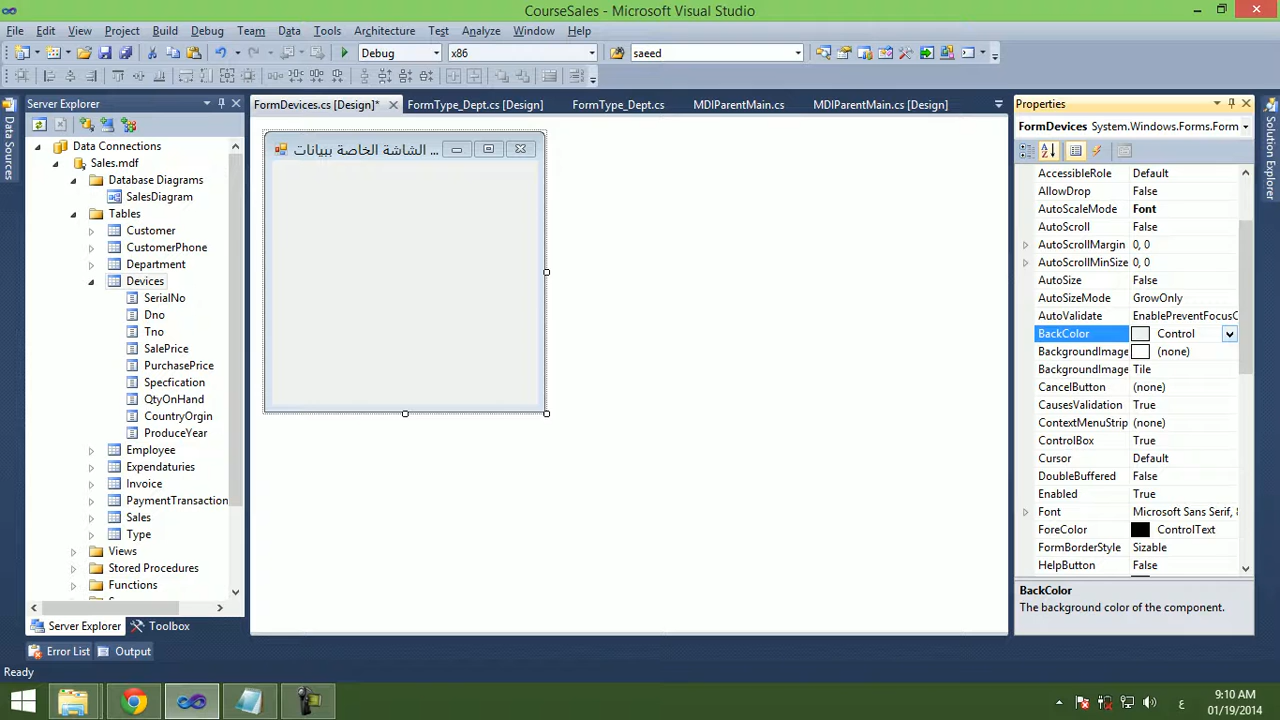 CourseSales - Microsoft Visual Studio
File Edit View Project Build Debug Team Data Tools Architecture Test Analyze Window Help
Debug x86 saeed
Server Explorer
FormDevices.cs [Design]* FormType_Dept.cs [Design] FormType_Dept.cs MDIParentMain.cs MDIParentMain.cs [Design]
Properties
Data Sources
Solution Explorer
Data Connections
Sales.mdf
Database Diagrams
SalesDiagram
Tables
Customer
CustomerPhone
Department
Devices
SerialNo
Dno
Tno
SalePrice
PurchasePrice
Specfication
QtyOnHand
CountryOrgin
ProduceYear
Employee
Expendaturies
Invoice
PaymentTransaction
Sales
Type
Views
Stored Procedures
Functions
Server Explorer Toolbox
الشاشة الخاصة ببيانات ...
FormDevices System.Windows.Forms.Form
AccessibleRole Default
AllowDrop False
AutoScaleMode Font
AutoScroll False
AutoScrollMargin 0, 0
AutoScrollMinSize 0, 0
AutoSize False
AutoSizeMode GrowOnly
AutoValidate EnablePreventFocusC
BackColor Control
BackgroundImage (none)
BackgroundImage Tile
CancelButton (none)
CausesValidation True
ContextMenuStrip (none)
ControlBox True
Cursor Default
DoubleBuffered False
Enabled True
Font Microsoft Sans Serif, 8
ForeColor ControlText
FormBorderStyle Sizable
HelpButton False
BackColor
The background color of the component.
Error List Output
Ready
ع
9:10 AM
01/19/2014